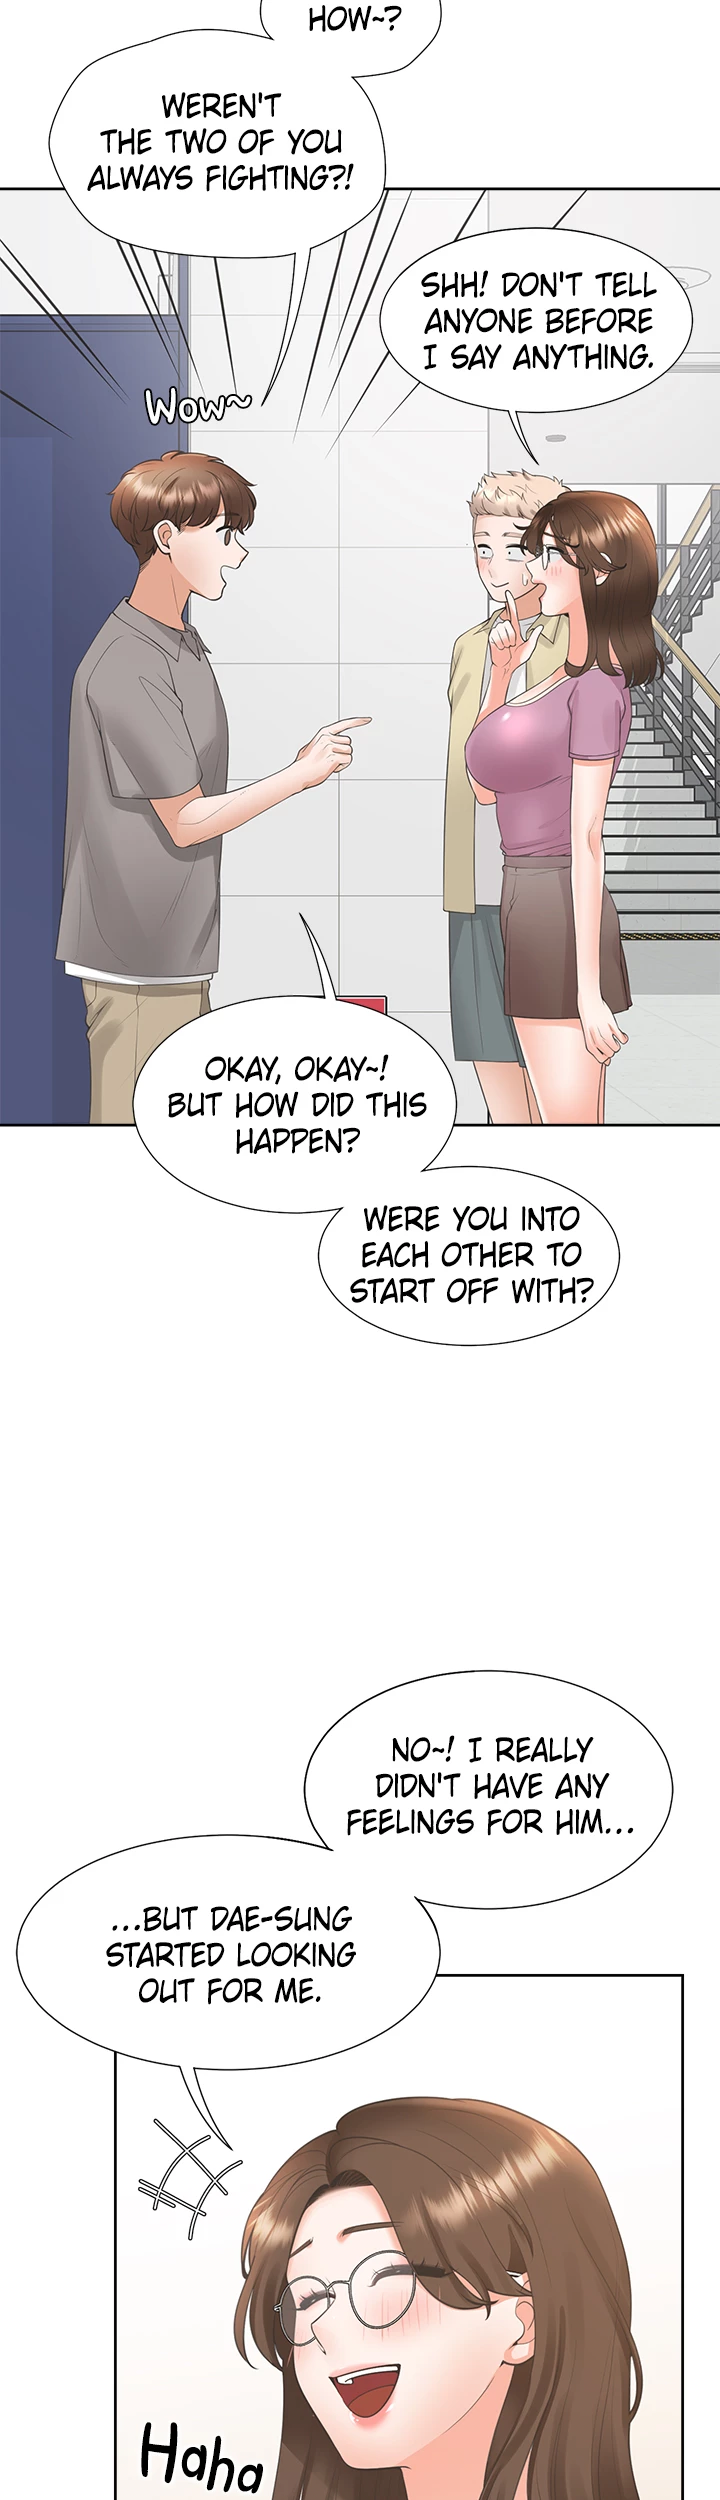 HOW~?
WEREN'T
THE TWO OF YOU
ALWAYS FIGHTING?!
SHH! DON'T TELL
ANYONE BEFORE
I SAY ANYTHING.
WOW~
OKAY, OKAY~!
BUT HOW DID THIS
HAPPEN?
WERE YOU INTO
EACH OTHER TO
START OFF WITH?
NO~! I REALLY
DIDN'T HAVE ANY
FEELINGS FOR HIM...
...BUT DAE-SUNG
STARTED LOOKING
OUT FOR ME.
Haha